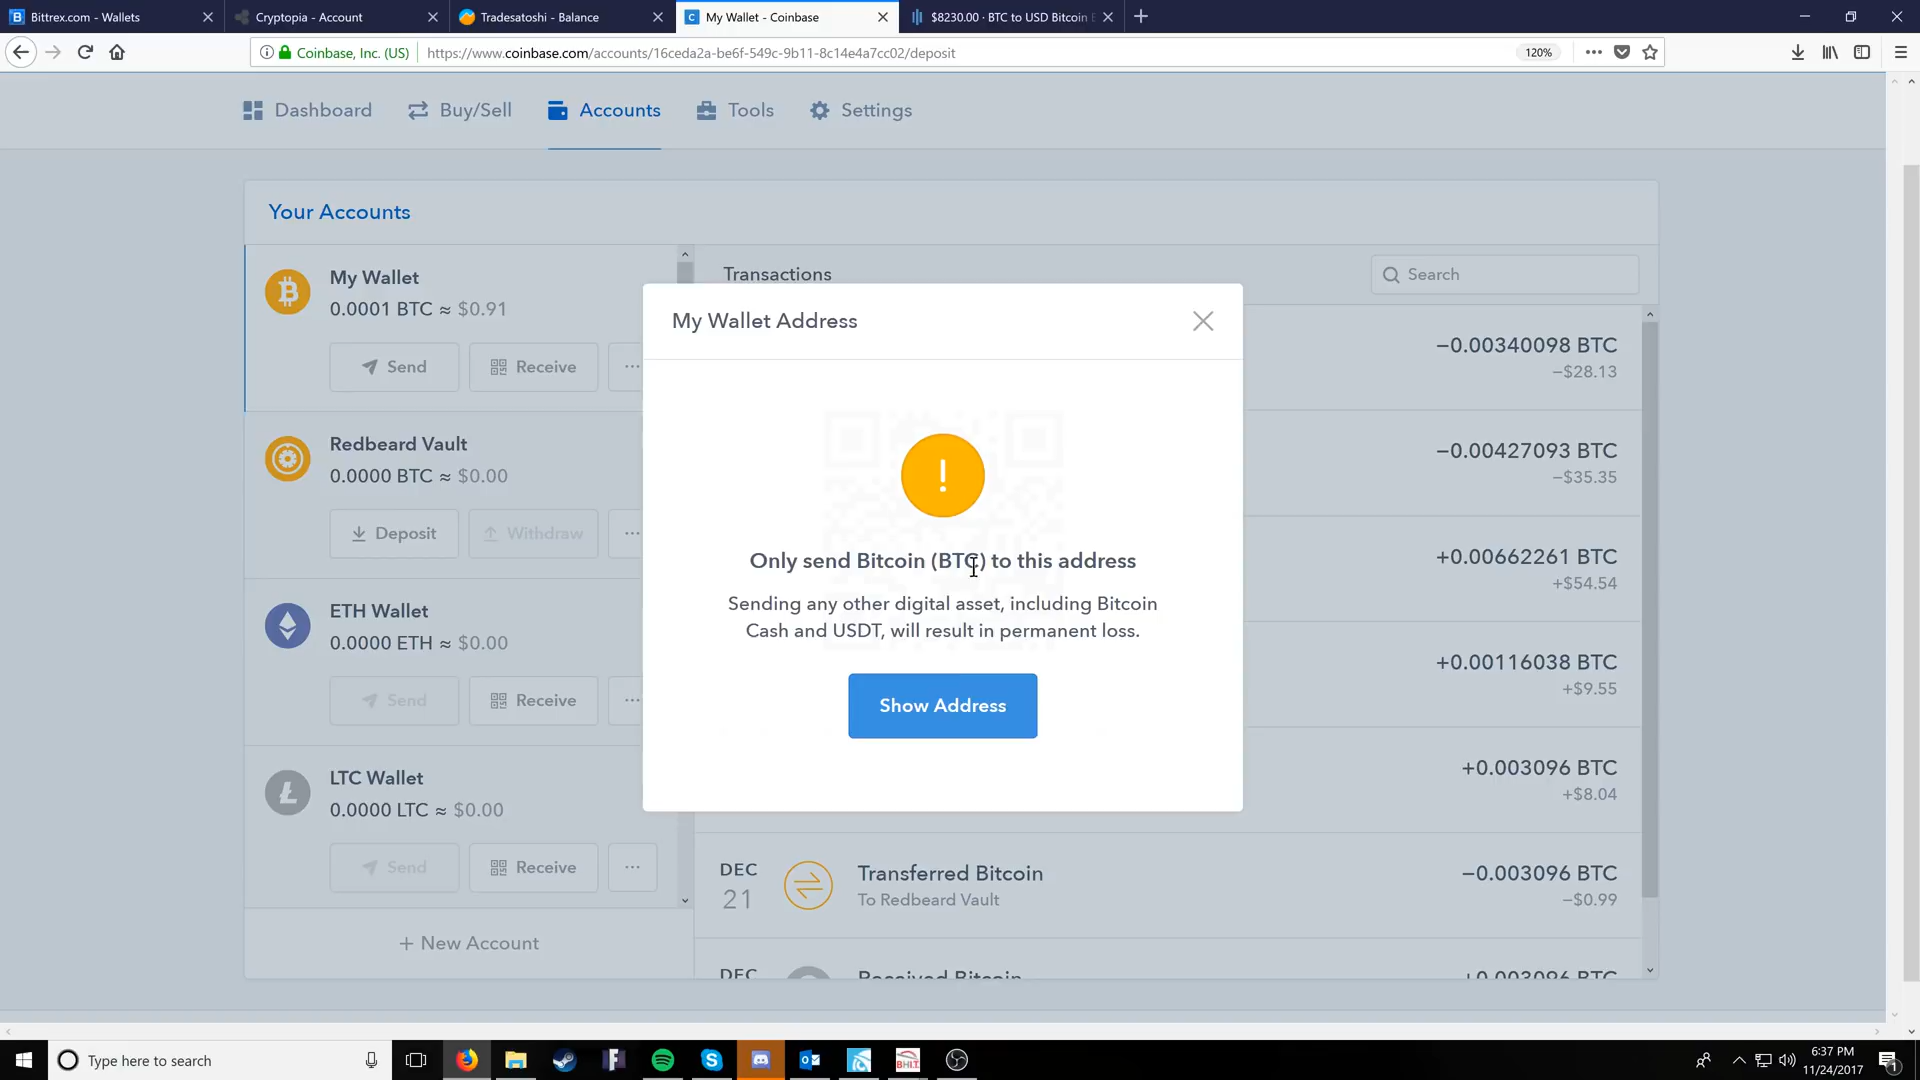 Bittrex.com - Wallets
Cryptopia - Account
Tradesatoshi - Balance
My Wallet - Coinbase
$8230.00 · BTC to USD Bitcoin
Coinbase, Inc. (US)
https://www.coinbase.com/accounts/16ceda2a-be6f-549c-9b11-8c14e4a7cc02/deposit
120%
Dashboard
Buy/Sell
Accounts
Tools
Settings
Your Accounts
My Wallet
0.0001 BTC ≈ $0.91
Send
Receive
Redbeard Vault
0.0000 BTC ≈ $0.00
Deposit
Withdraw
ETH Wallet
0.0000 ETH ≈ $0.00
Send
Receive
LTC Wallet
0.0000 LTC ≈ $0.00
Send
Receive
+ New Account
Transactions
Search
−0.00340098 BTC
−$28.13
−0.00427093 BTC
−$35.35
+0.00662261 BTC
+$54.54
+0.00116038 BTC
+$9.55
+0.003096 BTC
+$8.04
DEC
21
Transferred Bitcoin
To Redbeard Vault
−0.003096 BTC
−$0.99
DEC
Received Bitcoin
+0.003096 BTC
My Wallet Address
!
Only send Bitcoin (BTC) to this address
Sending any other digital asset, including Bitcoin
Cash and USDT, will result in permanent loss.
Show Address
Type here to search
6:37 PM
11/24/2017
1